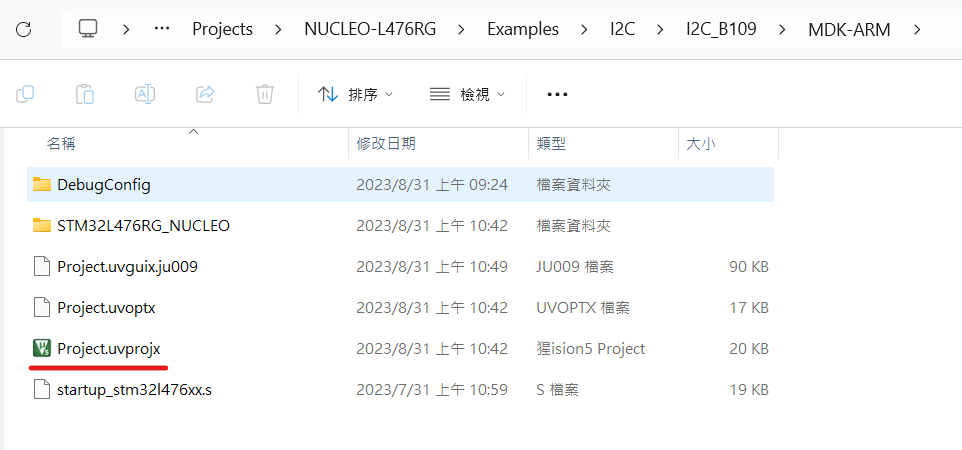 … Projects NUCLEO-L476RG Examples I2C I2C_B109 MDK-ARM
排序 檢視 …
名稱 修改日期 類型 大小
DebugConfig 2023/8/31 上午 09:24 檔案資料夾
STM32L476RG_NUCLEO 2023/8/31 上午 10:42 檔案資料夾
Project.uvguix.ju009 2023/8/31 上午 10:49 JU009 檔案 90 KB
Project.uvoptx 2023/8/31 上午 10:42 UVOPTX 檔案 17 KB
Project.uvprojx 2023/8/31 上午 10:42 猩ision5 Project 20 KB
startup_stm32l476xx.s 2023/7/31 上午 10:59 S 檔案 19 KB